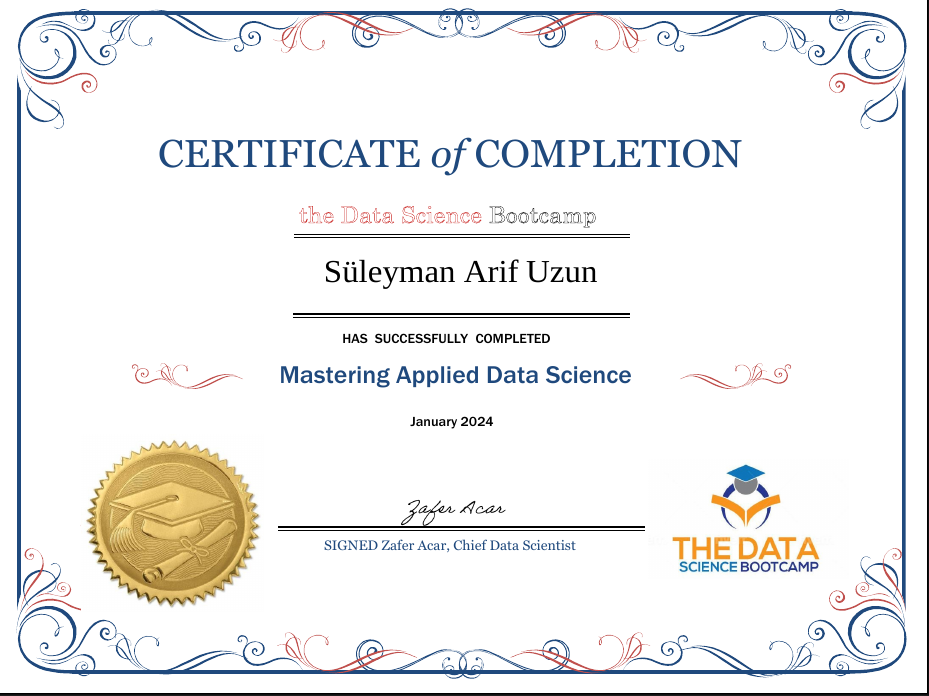 CERTIFICATE of COMPLETION
the Data Science Bootcamp
Süleyman Arif Uzun
HAS SUCCESSFULLY COMPLETED
Mastering Applied Data Science
January 2024
Zafer Acar
SIGNED Zafer Acar, Chief Data Scientist
THE DATA
SCIENCE BOOTCAMP